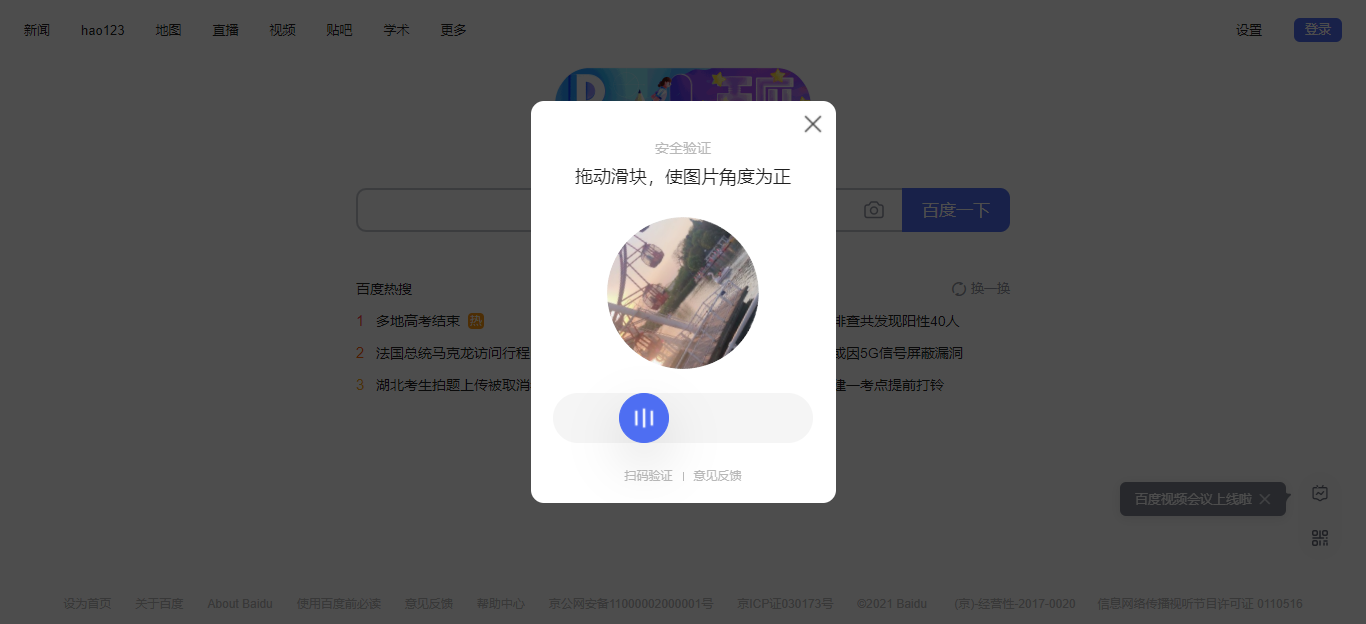 新闻 hao123 地图 直播 视频 贴吧 学术 更多 设置 登录
安全验证
拖动滑块，使图片角度为正
百度一下
百度热搜 换一换
1 多地高考结束 热 排查共发现阳性40人
2 法国总统马克龙访问行程 或因5G信号屏蔽漏洞
3 湖北考生拍题上传被取消 建一考点提前打铃
扫码验证 | 意见反馈
百度视频会议上线啦
设为首页 关于百度 About Baidu 使用百度前必读 意见反馈 帮助中心 京公网安备11000002000001号 京ICP证030173号 ©2021 Baidu (京)-经营性-2017-0020 信息网络传播视听节目许可证 0110516